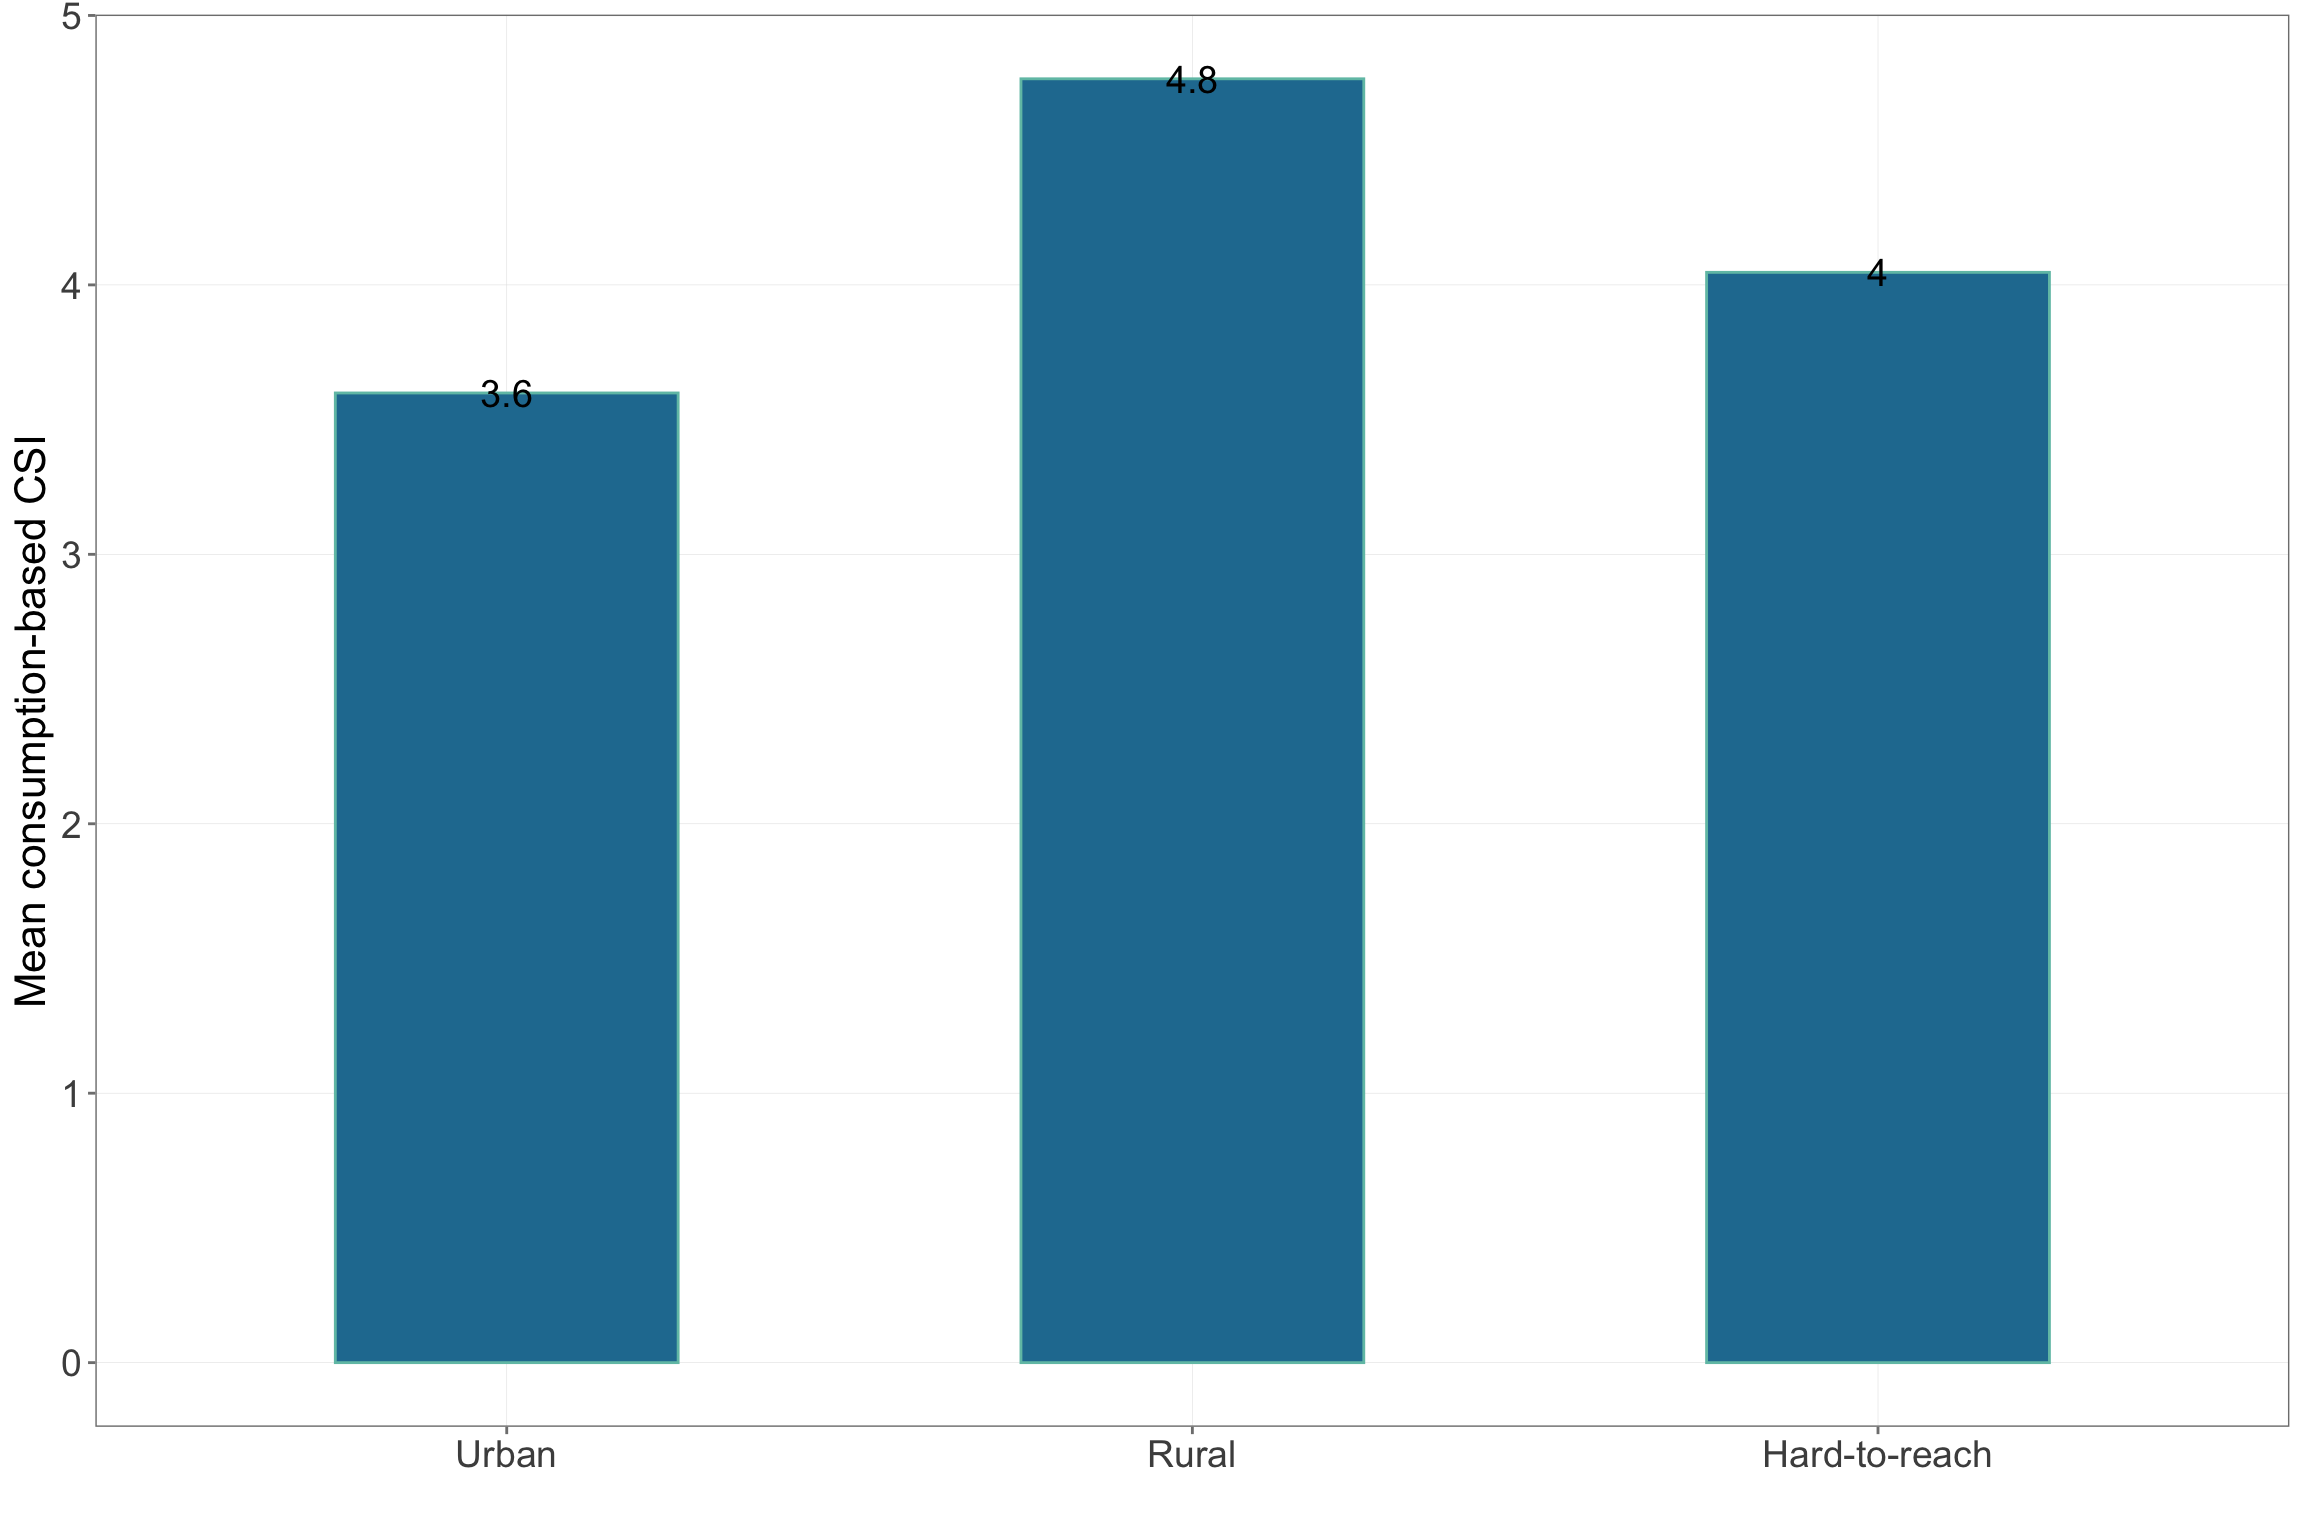 Mean consumption-based CSI
5
4
3
2
1
0
3.6
4.8
4
Urban
Rural
Hard-to-reach